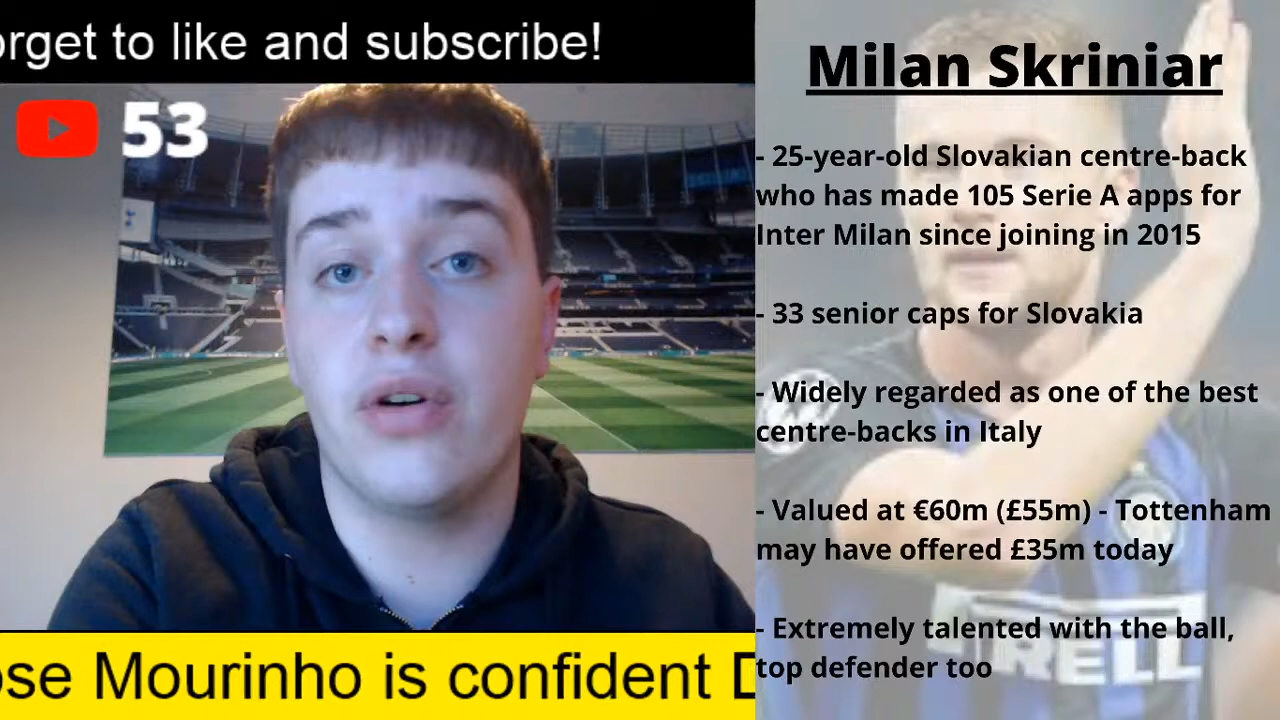 orget to like and subscribe!
53
Milan Skriniar
- 25-year-old Slovakian centre-back
who has made 105 Serie A apps for
Inter Milan since joining in 2015
- 33 senior caps for Slovakia
- Widely regarded as one of the best
centre-backs in Italy
- Valued at €60m (£55m) - Tottenham
may have offered £35m today
- Extremely talented with the ball,
top defender too
RELL
ose Mourinho is confident D